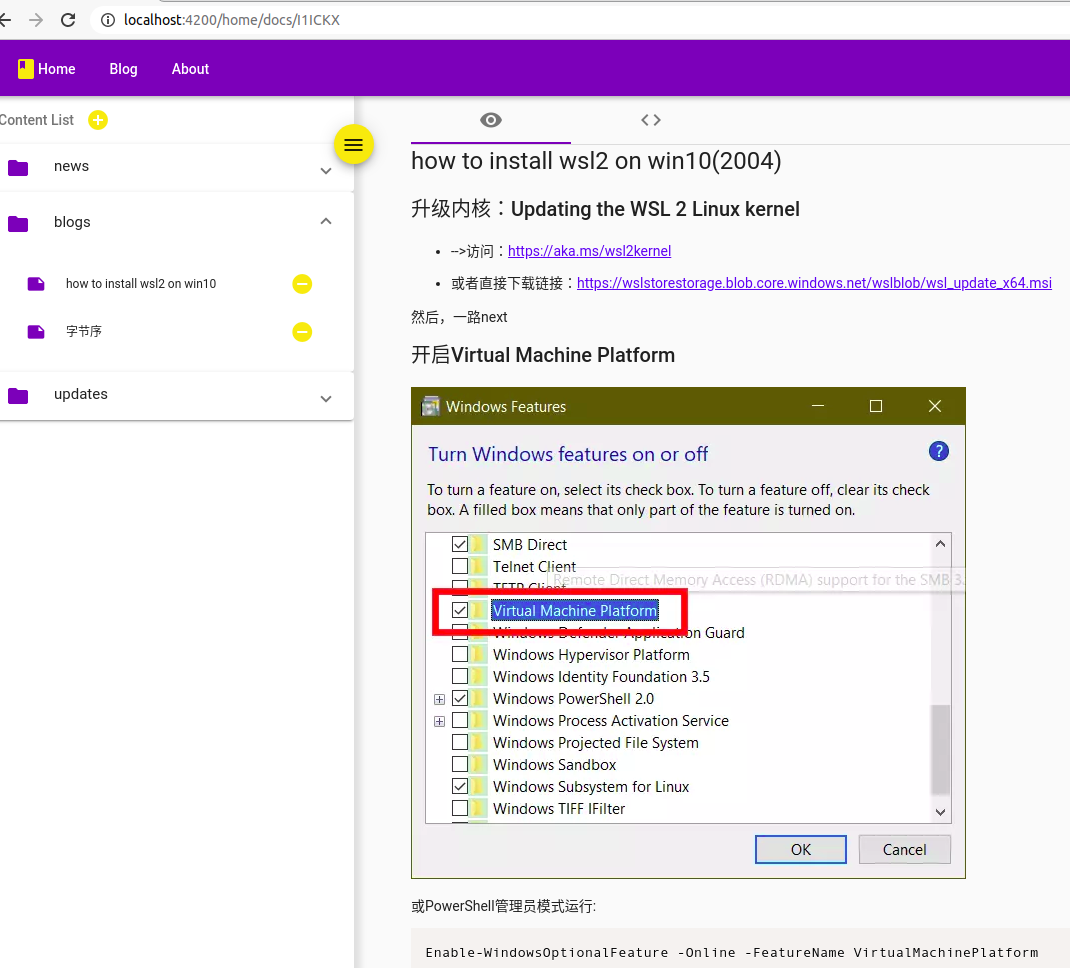 localhost:4200/home/docs/I1ICKX
Home Blog About
Content List
news
blogs
how to install wsl2 on win10
字节序
updates
how to install wsl2 on win10(2004)
升级内核：Updating the WSL 2 Linux kernel
-->访问：https://aka.ms/wsl2kernel
或者直接下载链接：https://wslstorestorage.blob.core.windows.net/wslblob/wsl_update_x64.msi
然后，一路next
开启Virtual Machine Platform
Windows Features
Turn Windows features on or off
To turn a feature on, select its check box. To turn a feature off, clear its check
box. A filled box means that only part of the feature is turned on.
SMB Direct
Telnet Client
Remote Direct Memory Access (RDMA) support for the SMB 3.
TFTP Client
Virtual Machine Platform
Windows Defender Application Guard
Windows Hypervisor Platform
Windows Identity Foundation 3.5
Windows PowerShell 2.0
Windows Process Activation Service
Windows Projected File System
Windows Sandbox
Windows Subsystem for Linux
Windows TIFF IFilter
OK Cancel
或PowerShell管理员模式运行:
Enable-WindowsOptionalFeature -Online -FeatureName VirtualMachinePlatform